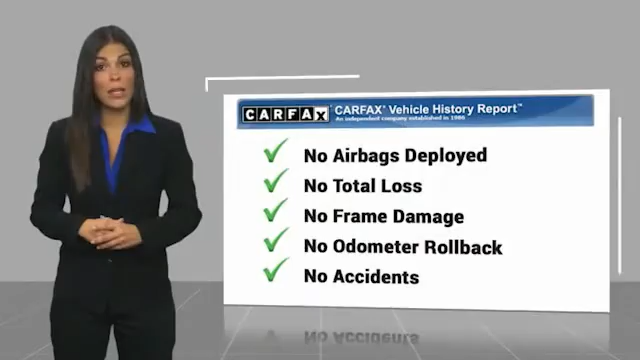 CARFAX CARFAX® Vehicle History Report™
An independent company established in 1986
No Airbags Deployed
No Total Loss
No Frame Damage
No Odometer Rollback
No Accidents